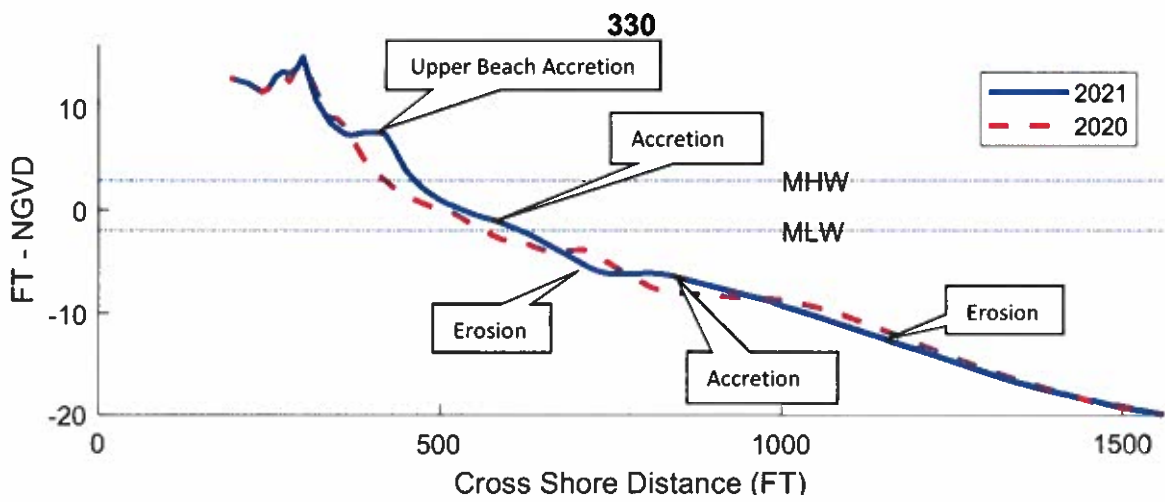 330
Upper Beach Accretion
2021
2020
Accretion
10
MHW
0
MLW
FT - NGVD
-10
Erosion
Erosion
Accretion
-20
0
500
1000
1500
Cross Shore Distance (FT)